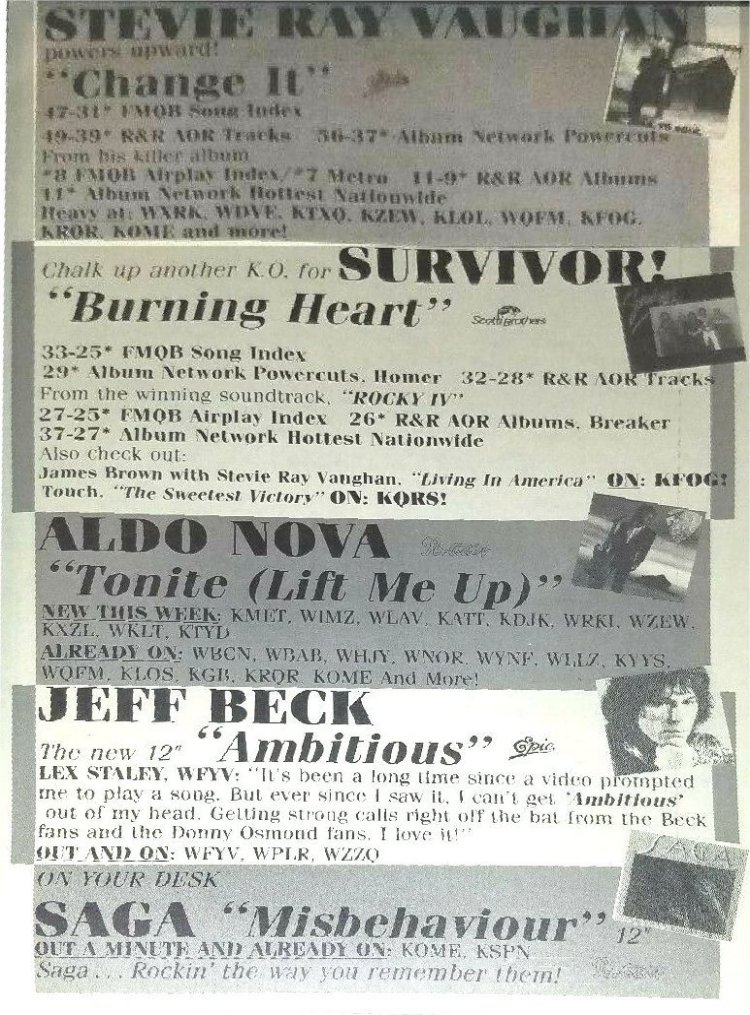 STEVIE RAY VAUGHAN
powers upward!
"Change It"
47-31* FMQB Song Index
49-39* R&R AOR Tracks 56-37* Album Network Powercuts
From his killer album
*8 FMQB Airplay Index/*7 Metro 11-9* R&R AOR Albums
11* Album Network Hottest Nationwide
Heavy at: WXRK, WDVE, KTXQ, KZEW, KLOL, WQFM, KFOG,
KRQR, KOME and more!
Chalk up another K.O. for SURVIVOR!
"Burning Heart" Scotti Brothers
33-25* FMQB Song Index
29* Album Network Powercuts, Homer 32-28* R&R AOR Tracks
From the winning soundtrack, "ROCKY IV"
27-25* FMQB Airplay Index 26* R&R AOR Albums, Breaker
37-27* Album Network Hottest Nationwide
Also check out:
James Brown with Stevie Ray Vaughan, "Living In America" ON: KFOG!
Touch, "The Sweetest Victory" ON: KQRS!
ALDO NOVA
"Tonite (Lift Me Up)"
NEW THIS WEEK: KMET, WIMZ, WLAV, KATT, KDJK, WRKI, WZEW,
KXZL, WKLT, KTYD
ALREADY ON: WBCN, WBAB, WHJY, WNOR, WYNF, WLLZ, KYYS,
WQFM, KLOS, KGB, KRQR, KOME And More!
JEFF BECK
The new 12" "Ambitious" Epic
LEX STALEY, WFYV: "It's been a long time since a video prompted
me to play a song. But ever since I saw it, I can't get 'Ambitious'
out of my head. Getting strong calls right off the bat from the Beck
fans and the Donny Osmond fans. I love it!"
OUT AND ON: WFYV, WPLR, WZZO
ON YOUR DESK
SAGA
SAGA "Misbehaviour" 12"
OUT A MINUTE AND ALREADY ON: KOME, KSPN
Saga... Rockin' the way you remember them!